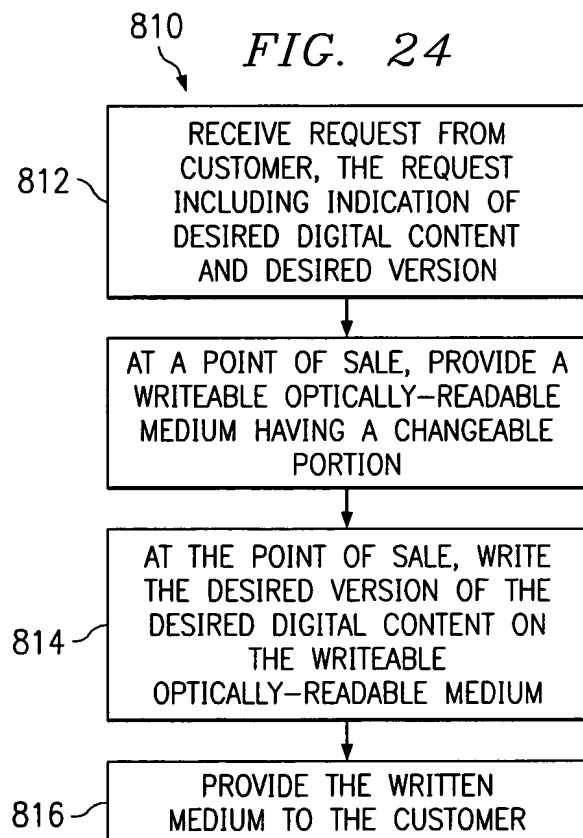 810
FIG. 24
812
RECEIVE REQUEST FROM
CUSTOMER, THE REQUEST
INCLUDING INDICATION OF
DESIRED DIGITAL CONTENT
AND DESIRED VERSION
AT A POINT OF SALE, PROVIDE A
WRITEABLE OPTICALLY-READABLE
MEDIUM HAVING A CHANGEABLE
PORTION
814
AT THE POINT OF SALE, WRITE
THE DESIRED VERSION OF THE
DESIRED DIGITAL CONTENT ON
THE WRITEABLE
OPTICALLY-READABLE MEDIUM
816
PROVIDE THE WRITTEN
MEDIUM TO THE CUSTOMER